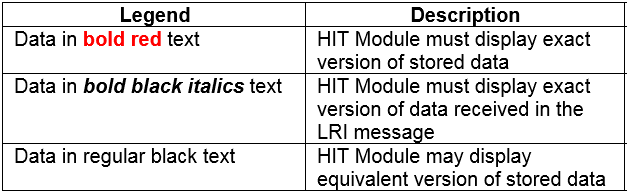 Legend Description
Data in bold red text HIT Module must display exact
version of stored data
Data in bold black italics text HIT Module must display exact
version of data received in the
LRI message
Data in regular black text HIT Module may display
equivalent version of stored data